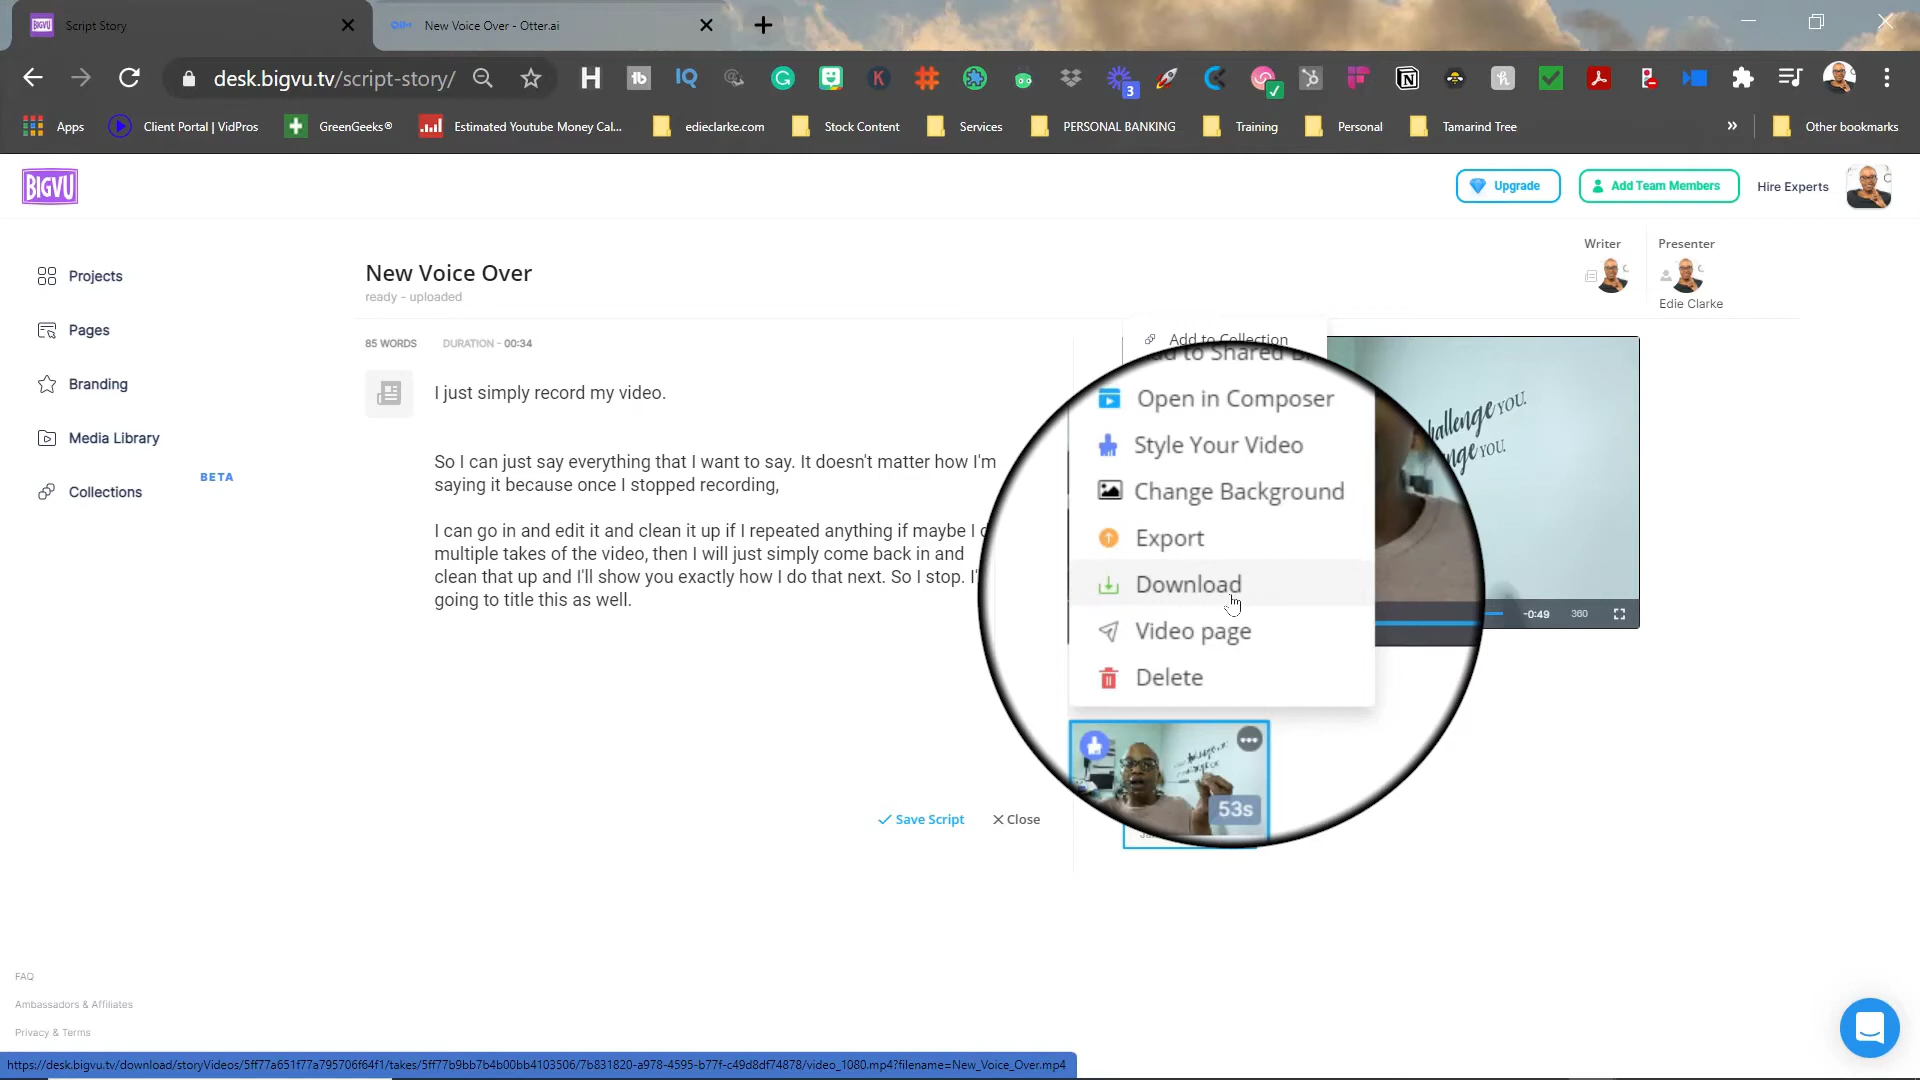 Script Story
New Voice Over - Otter.ai
desk.bigvu.tv/script-story/
3
Apps
Client Portal | VidPros
GreenGeeks®
Estimated Youtube Money Cal...
edieclarke.com
Stock Content
Services
PERSONAL BANKING
Training
Personal
Tamarind Tree
»
Other bookmarks
BIGVU
Upgrade
Add Team Members
Hire Experts
Projects
Pages
Branding
Media Library
BETA
Collections
New Voice Over
ready - uploaded
Writer
Presenter
Edie Clarke
85 WORDS
DURATION - 00:34
I just simply record my video.
So I can just say everything that I want to say. It doesn't matter how I'm
saying it because once I stopped recording,
I can go in and edit it and clean it up if I repeated anything if maybe I
multiple takes of the video, then I will just simply come back in and
clean that up and I'll show you exactly how I do that next. So I stop.
going to title this as well.
Save Script
Close
Add to Collection
to Shared
Open in Composer
Style Your Video
Change Background
Export
Download
Video page
Delete
53s
YOU.
YOU.
-0:49
360
FAQ
Ambassadors & Affiliates
Privacy & Terms
https://desk.bigvu.tv/download/storyVideos/5ff77a651f77a795706f64f1/takes/5ff77b9bb7b4b00bb4103506/7b831820-a978-4595-b77f-c49d8df74878/video_1080.mp4?filename=New_Voice_Over.mp4